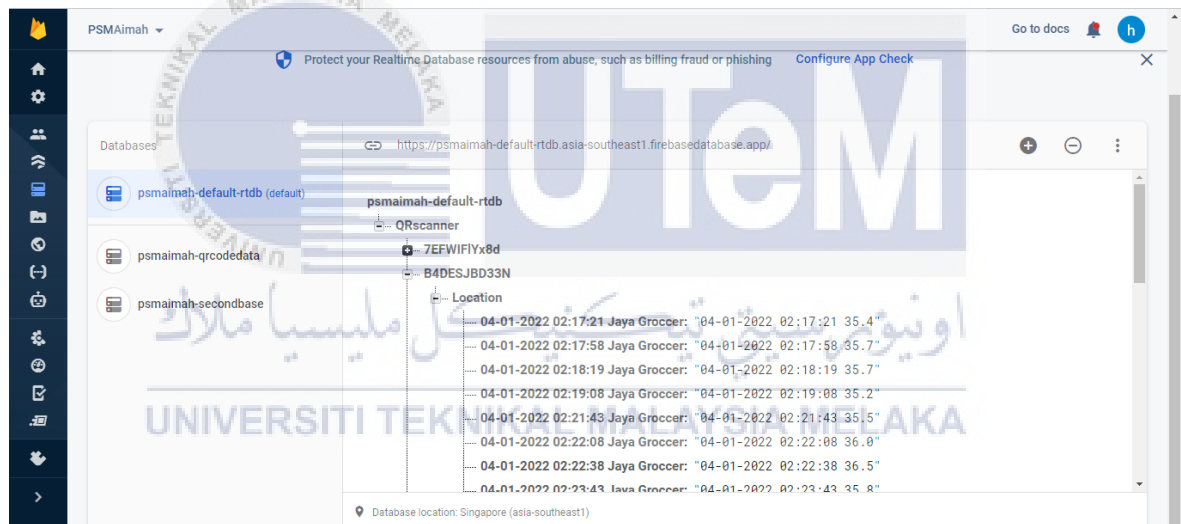 PSMAimah
Go to docs
h
Protect your Realtime Database resources from abuse, such as billing fraud or phishing Configure App Check
Databases
https://psmaimah-default-rtdb.asia-southeast1.firebasedatabase.app/
psmaimah-default-rtdb (default)
psmaimah-qrcodedata
psmaimah-secondbase
psmaimah-default-rtdb
QRscanner
7EFWIFlYx8d
B4DESJBD33N
Location
04-01-2022 02:17:21 Jaya Groccer: "04-01-2022 02:17:21 35.4"
04-01-2022 02:17:58 Jaya Groccer: "04-01-2022 02:17:58 35.7"
04-01-2022 02:18:19 Jaya Groccer: "04-01-2022 02:18:19 35.7"
04-01-2022 02:19:08 Jaya Groccer: "04-01-2022 02:19:08 35.2"
04-01-2022 02:21:43 Jaya Groccer: "04-01-2022 02:21:43 35.5"
04-01-2022 02:22:08 Jaya Groccer: "04-01-2022 02:22:08 36.0"
04-01-2022 02:22:38 Jaya Groccer: "04-01-2022 02:22:38 36.5"
04-01-2022 02:23:43 Jaya Groccer: "04-01-2022 02:23:43 35.8"
Database location: Singapore (asia-southeast1)
UTeM
اونيورسيتي تيكنيكل مليسيا ملاك
UNIVERSITI TEKNIKAL MALAYSIA MELAKA